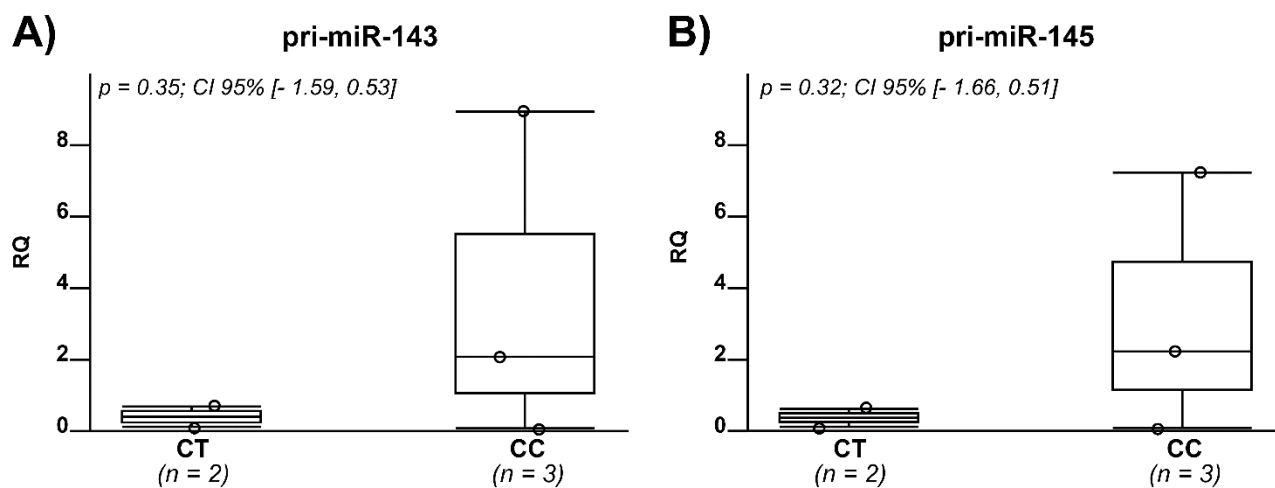 A)
pri-miR-143
p = 0.35; CI 95% [- 1.59, 0.53]
RQ
8
6
4
2
0
CT
CC
(n = 2)
(n = 3)
B)
pri-miR-145
p = 0.32; CI 95% [- 1.66, 0.51]
RQ
8
6
4
2
0
CT
CC
(n = 2)
(n = 3)